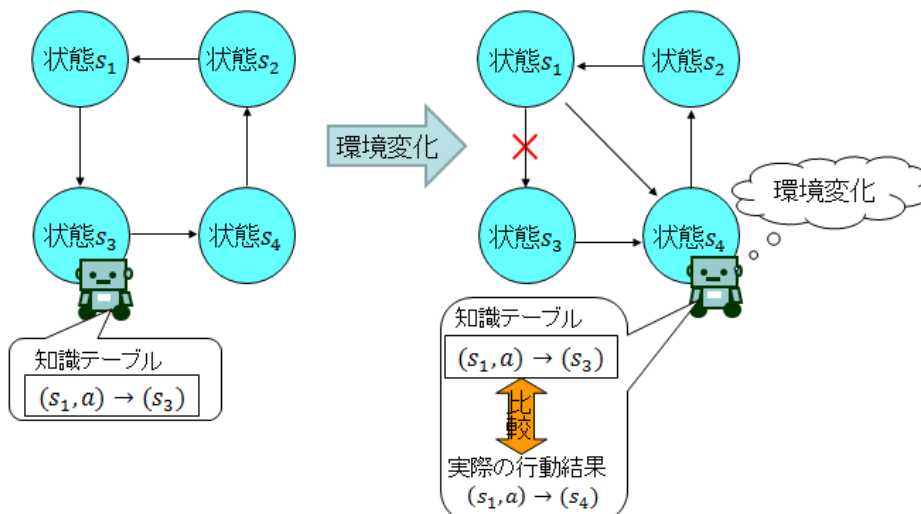 状態s₁
状態s₂
状態s₃
状態s₄
知識テーブル
(s₁, a) → (s₃)
環境変化
状態s₁
状態s₂
状態s₃
状態s₄
環境変化
知識テーブル
(s₁, a) → (s₃)
比較
実際の行動結果
(s₁, a) → (s₄)